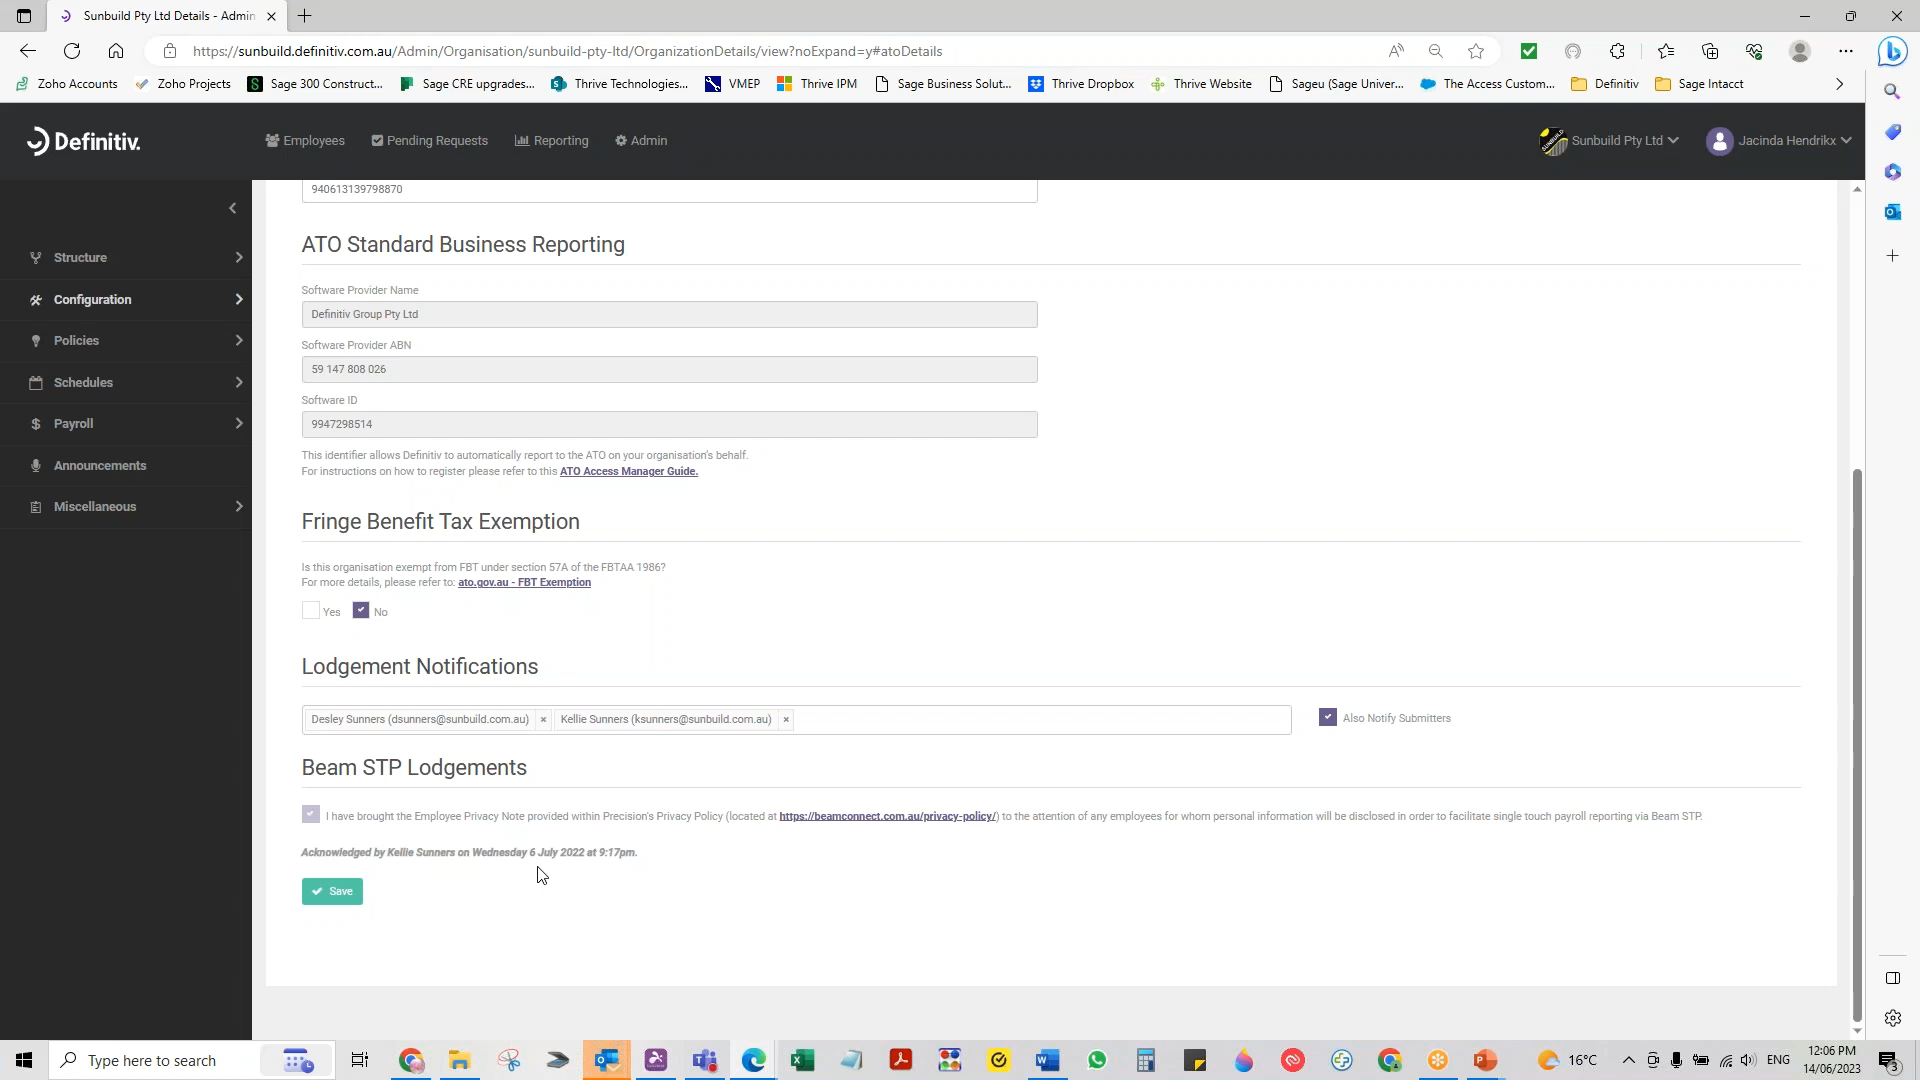 Sunbuild Pty Ltd Details - Admin
https://sunbuild.definitiv.com.au/Admin/Organisation/sunbuild-pty-ltd/OrganizationDetails/view?noExpand=y#atoDetails
Zoho Accounts Zoho Projects Sage 300 Construct... Sage CRE upgrades... Thrive Technologies... VMEP Thrive IPM Sage Business Solut... Thrive Dropbox Thrive Website Sageu (Sage Univer... The Access Custom... Definitiv Sage Intacct
Definitiv. Employees Pending Requests Reporting Admin Sunbuild Pty Ltd Jacinda Hendrikx
Structure
Configuration
Policies
Schedules
Payroll
Announcements
Miscellaneous
940613139798870
ATO Standard Business Reporting
Software Provider Name
Definitiv Group Pty Ltd
Software Provider ABN
59 147 808 026
Software ID
9947298514
This identifier allows Definitiv to automatically report to the ATO on your organisation's behalf.
For instructions on how to register please refer to this ATO Access Manager Guide.
Fringe Benefit Tax Exemption
Is this organisation exempt from FBT under section 57A of the FBTAA 1986?
For more details, please refer to: ato.gov.au - FBT Exemption
Yes No
Lodgement Notifications
Desley Sunners (dsunners@sunbuild.com.au) × Kellie Sunners (ksunners@sunbuild.com.au) × Also Notify Submitters
Beam STP Lodgements
I have brought the Employee Privacy Note provided within Precision's Privacy Policy (located at https://beamconnect.com.au/privacy-policy/) to the attention of any employees for whom personal information will be disclosed in order to facilitate single touch payroll reporting via Beam STP.
Acknowledged by Kellie Sunners on Wednesday 6 July 2022 at 9:17pm.
Save
Type here to search
16°C ENG 12:06 PM
14/06/2023
3